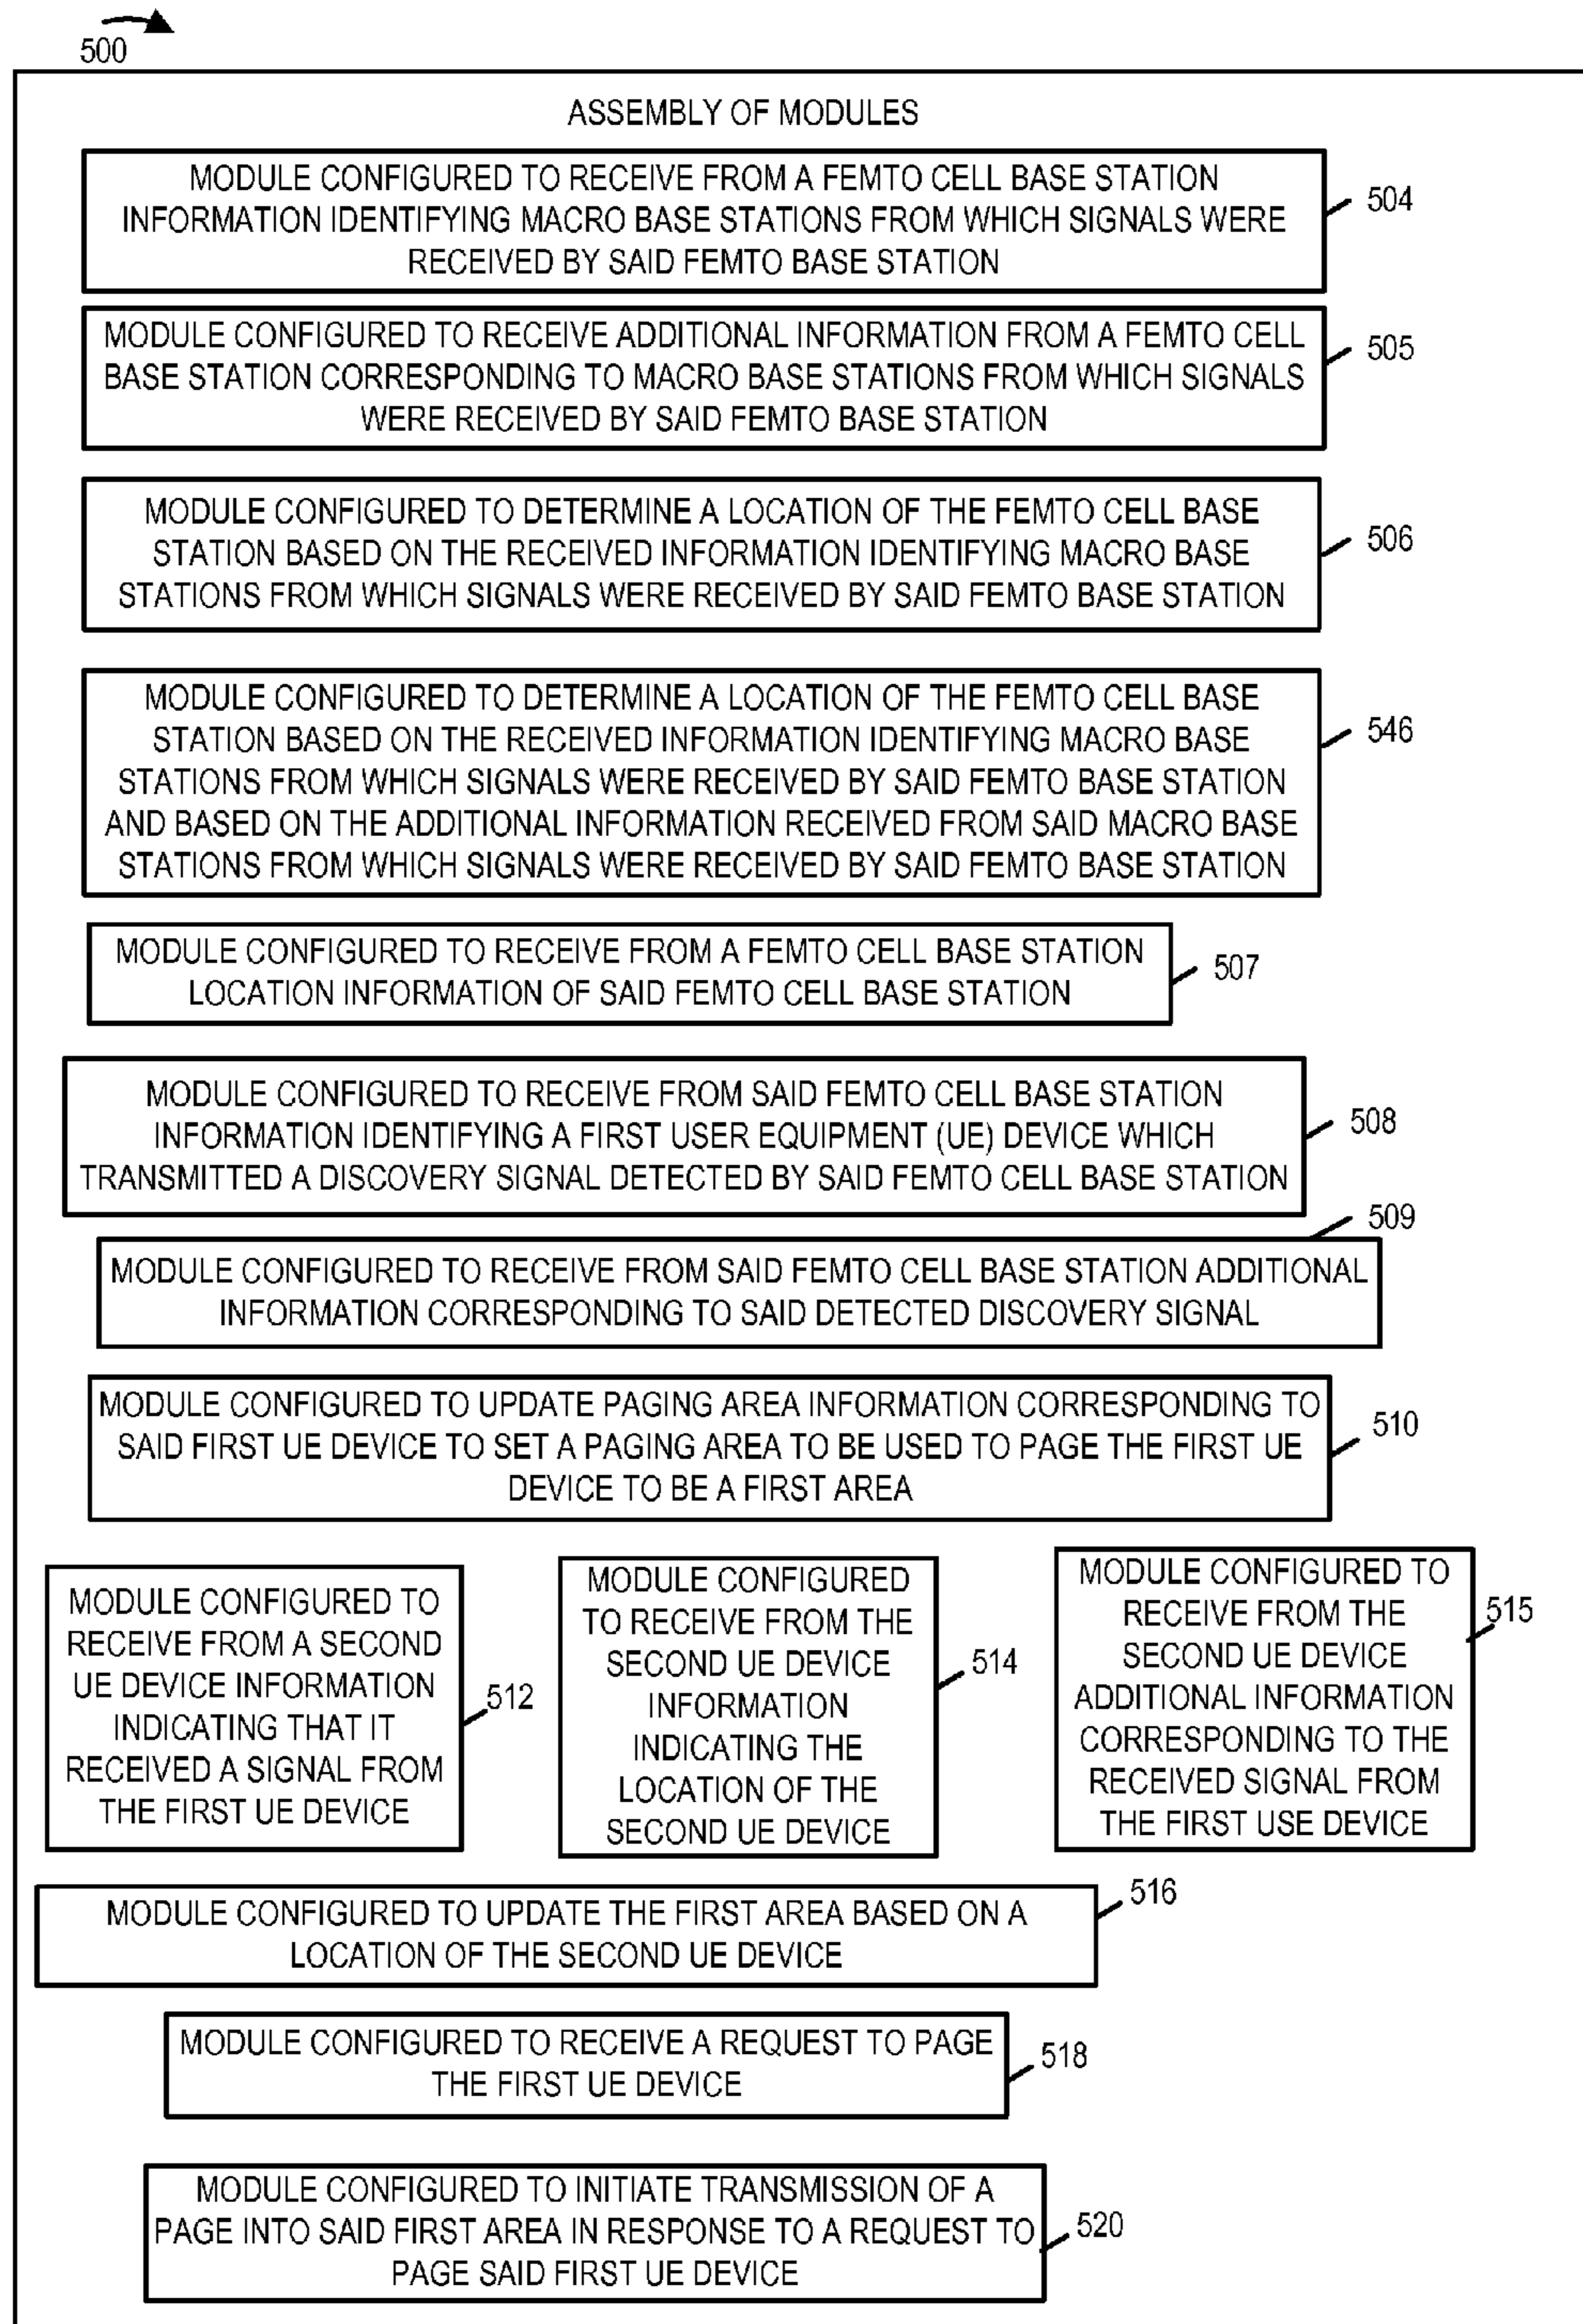 500
ASSEMBLY OF MODULES
MODULE CONFIGURED TO RECEIVE FROM A FEMTO CELL BASE STATION
INFORMATION IDENTIFYING MACRO BASE STATIONS FROM WHICH SIGNALS WERE
RECEIVED BY SAID FEMTO BASE STATION
504
MODULE CONFIGURED TO RECEIVE ADDITIONAL INFORMATION FROM A FEMTO CELL
BASE STATION CORRESPONDING TO MACRO BASE STATIONS FROM WHICH SIGNALS
WERE RECEIVED BY SAID FEMTO BASE STATION
505
MODULE CONFIGURED TO DETERMINE A LOCATION OF THE FEMTO CELL BASE
STATION BASED ON THE RECEIVED INFORMATION IDENTIFYING MACRO BASE
STATIONS FROM WHICH SIGNALS WERE RECEIVED BY SAID FEMTO BASE STATION
506
MODULE CONFIGURED TO DETERMINE A LOCATION OF THE FEMTO CELL BASE
STATION BASED ON THE RECEIVED INFORMATION IDENTIFYING MACRO BASE
STATIONS FROM WHICH SIGNALS WERE RECEIVED BY SAID FEMTO BASE STATION
AND BASED ON THE ADDITIONAL INFORMATION RECEIVED FROM SAID MACRO BASE
STATIONS FROM WHICH SIGNALS WERE RECEIVED BY SAID FEMTO BASE STATION
546
MODULE CONFIGURED TO RECEIVE FROM A FEMTO CELL BASE STATION
LOCATION INFORMATION OF SAID FEMTO CELL BASE STATION
507
MODULE CONFIGURED TO RECEIVE FROM SAID FEMTO CELL BASE STATION
INFORMATION IDENTIFYING A FIRST USER EQUIPMENT (UE) DEVICE WHICH
TRANSMITTED A DISCOVERY SIGNAL DETECTED BY SAID FEMTO CELL BASE STATION
508
509
MODULE CONFIGURED TO RECEIVE FROM SAID FEMTO CELL BASE STATION ADDITIONAL
INFORMATION CORRESPONDING TO SAID DETECTED DISCOVERY SIGNAL
MODULE CONFIGURED TO UPDATE PAGING AREA INFORMATION CORRESPONDING TO
SAID FIRST UE DEVICE TO SET A PAGING AREA TO BE USED TO PAGE THE FIRST UE
DEVICE TO BE A FIRST AREA
510
MODULE CONFIGURED TO
RECEIVE FROM A SECOND
UE DEVICE INFORMATION
INDICATING THAT IT
RECEIVED A SIGNAL FROM
THE FIRST UE DEVICE
512
MODULE CONFIGURED
TO RECEIVE FROM THE
SECOND UE DEVICE
INFORMATION
INDICATING THE
LOCATION OF THE
SECOND UE DEVICE
514
MODULE CONFIGURED TO
RECEIVE FROM THE
SECOND UE DEVICE
ADDITIONAL INFORMATION
CORRESPONDING TO THE
RECEIVED SIGNAL FROM
THE FIRST USE DEVICE
515
MODULE CONFIGURED TO UPDATE THE FIRST AREA BASED ON A
LOCATION OF THE SECOND UE DEVICE
516
MODULE CONFIGURED TO RECEIVE A REQUEST TO PAGE
THE FIRST UE DEVICE
518
MODULE CONFIGURED TO INITIATE TRANSMISSION OF A
PAGE INTO SAID FIRST AREA IN RESPONSE TO A REQUEST TO
PAGE SAID FIRST UE DEVICE
520